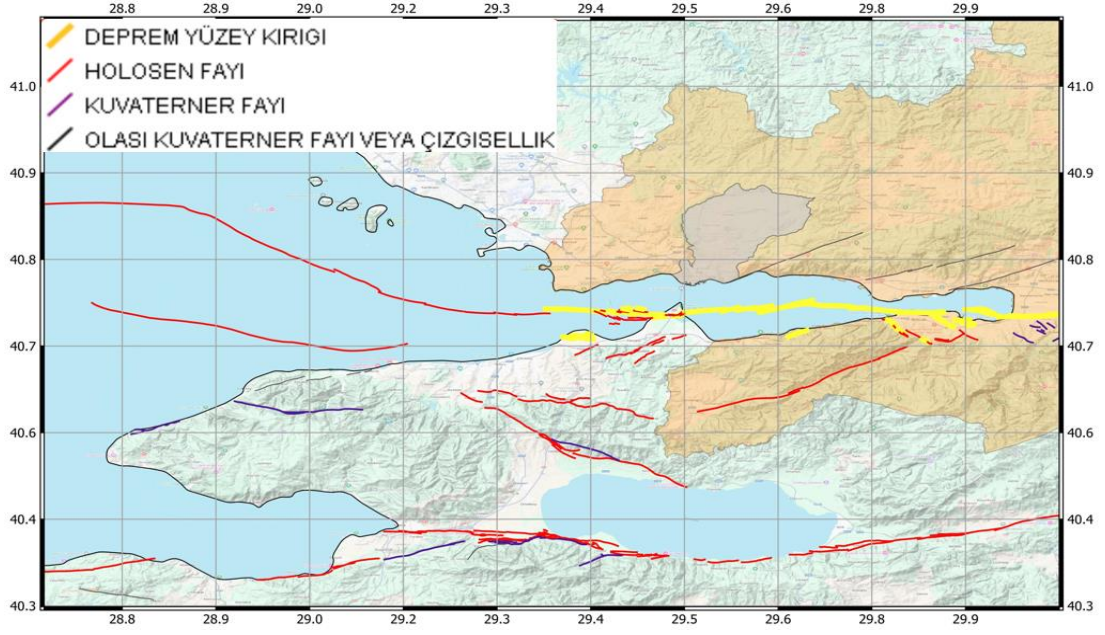 28.8 28.9 29.0 29.1 29.2 29.3 29.4 29.5 29.6 29.7 29.8 29.9
DEPREM YÜZEY KIRIGI
HOLOSEN FAYI
KUVATERNER FAYI
OLASI KUVATERNER FAYI VEYA ÇIZGISELLIK
41.0 41.0
40.9 40.9
40.8 40.8
40.7 40.7
40.6 40.6
40.5 40.5
40.4 40.4
40.3 40.3
28.8 28.9 29.0 29.2 29.3 29.4 29.5 29.6 29.7 29.8 29.9